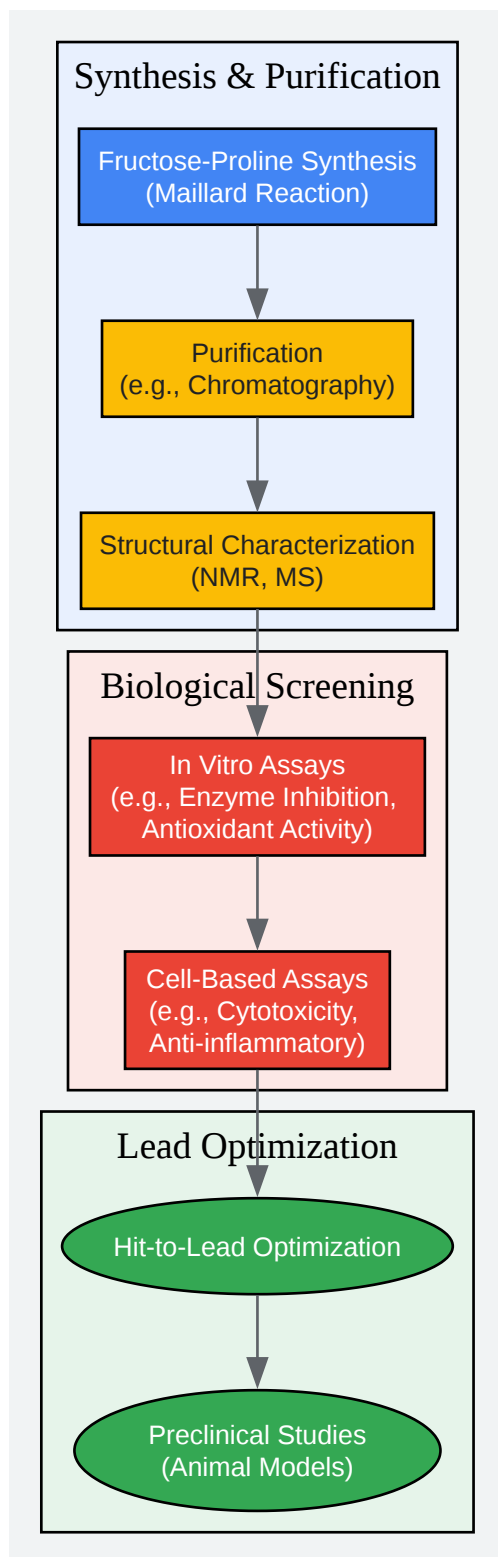 Synthesis & Purification
Fructose-Proline Synthesis
(Maillard Reaction)
Purification
(e.g., Chromatography)
Structural Characterization
(NMR, MS)
Biological Screening
In Vitro Assays
(e.g., Enzyme Inhibition,
Antioxidant Activity)
Cell-Based Assays
(e.g., Cytotoxicity,
Anti-inflammatory)
Lead Optimization
Hit-to-Lead Optimization
Preclinical Studies
(Animal Models)